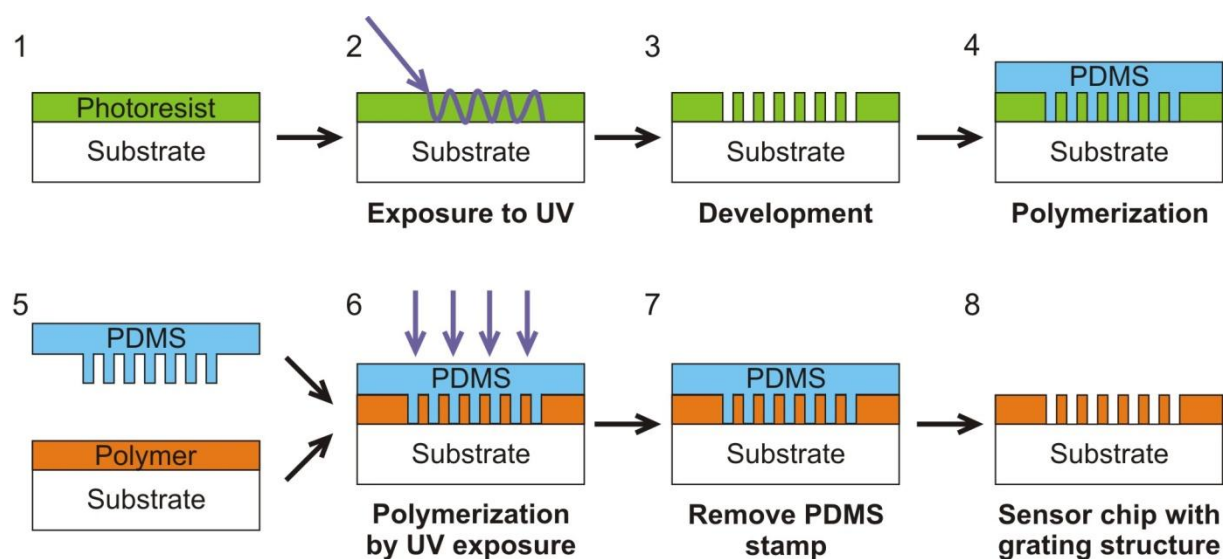 1
Photoresist
Substrate
2
Substrate
Exposure to UV
3
Substrate
Development
4
PDMS
Substrate
Polymerization
5
PDMS
Polymer
Substrate
6
PDMS
Substrate
Polymerization
by UV exposure
7
PDMS
Substrate
Remove PDMS
stamp
8
Substrate
Sensor chip with
grating structure